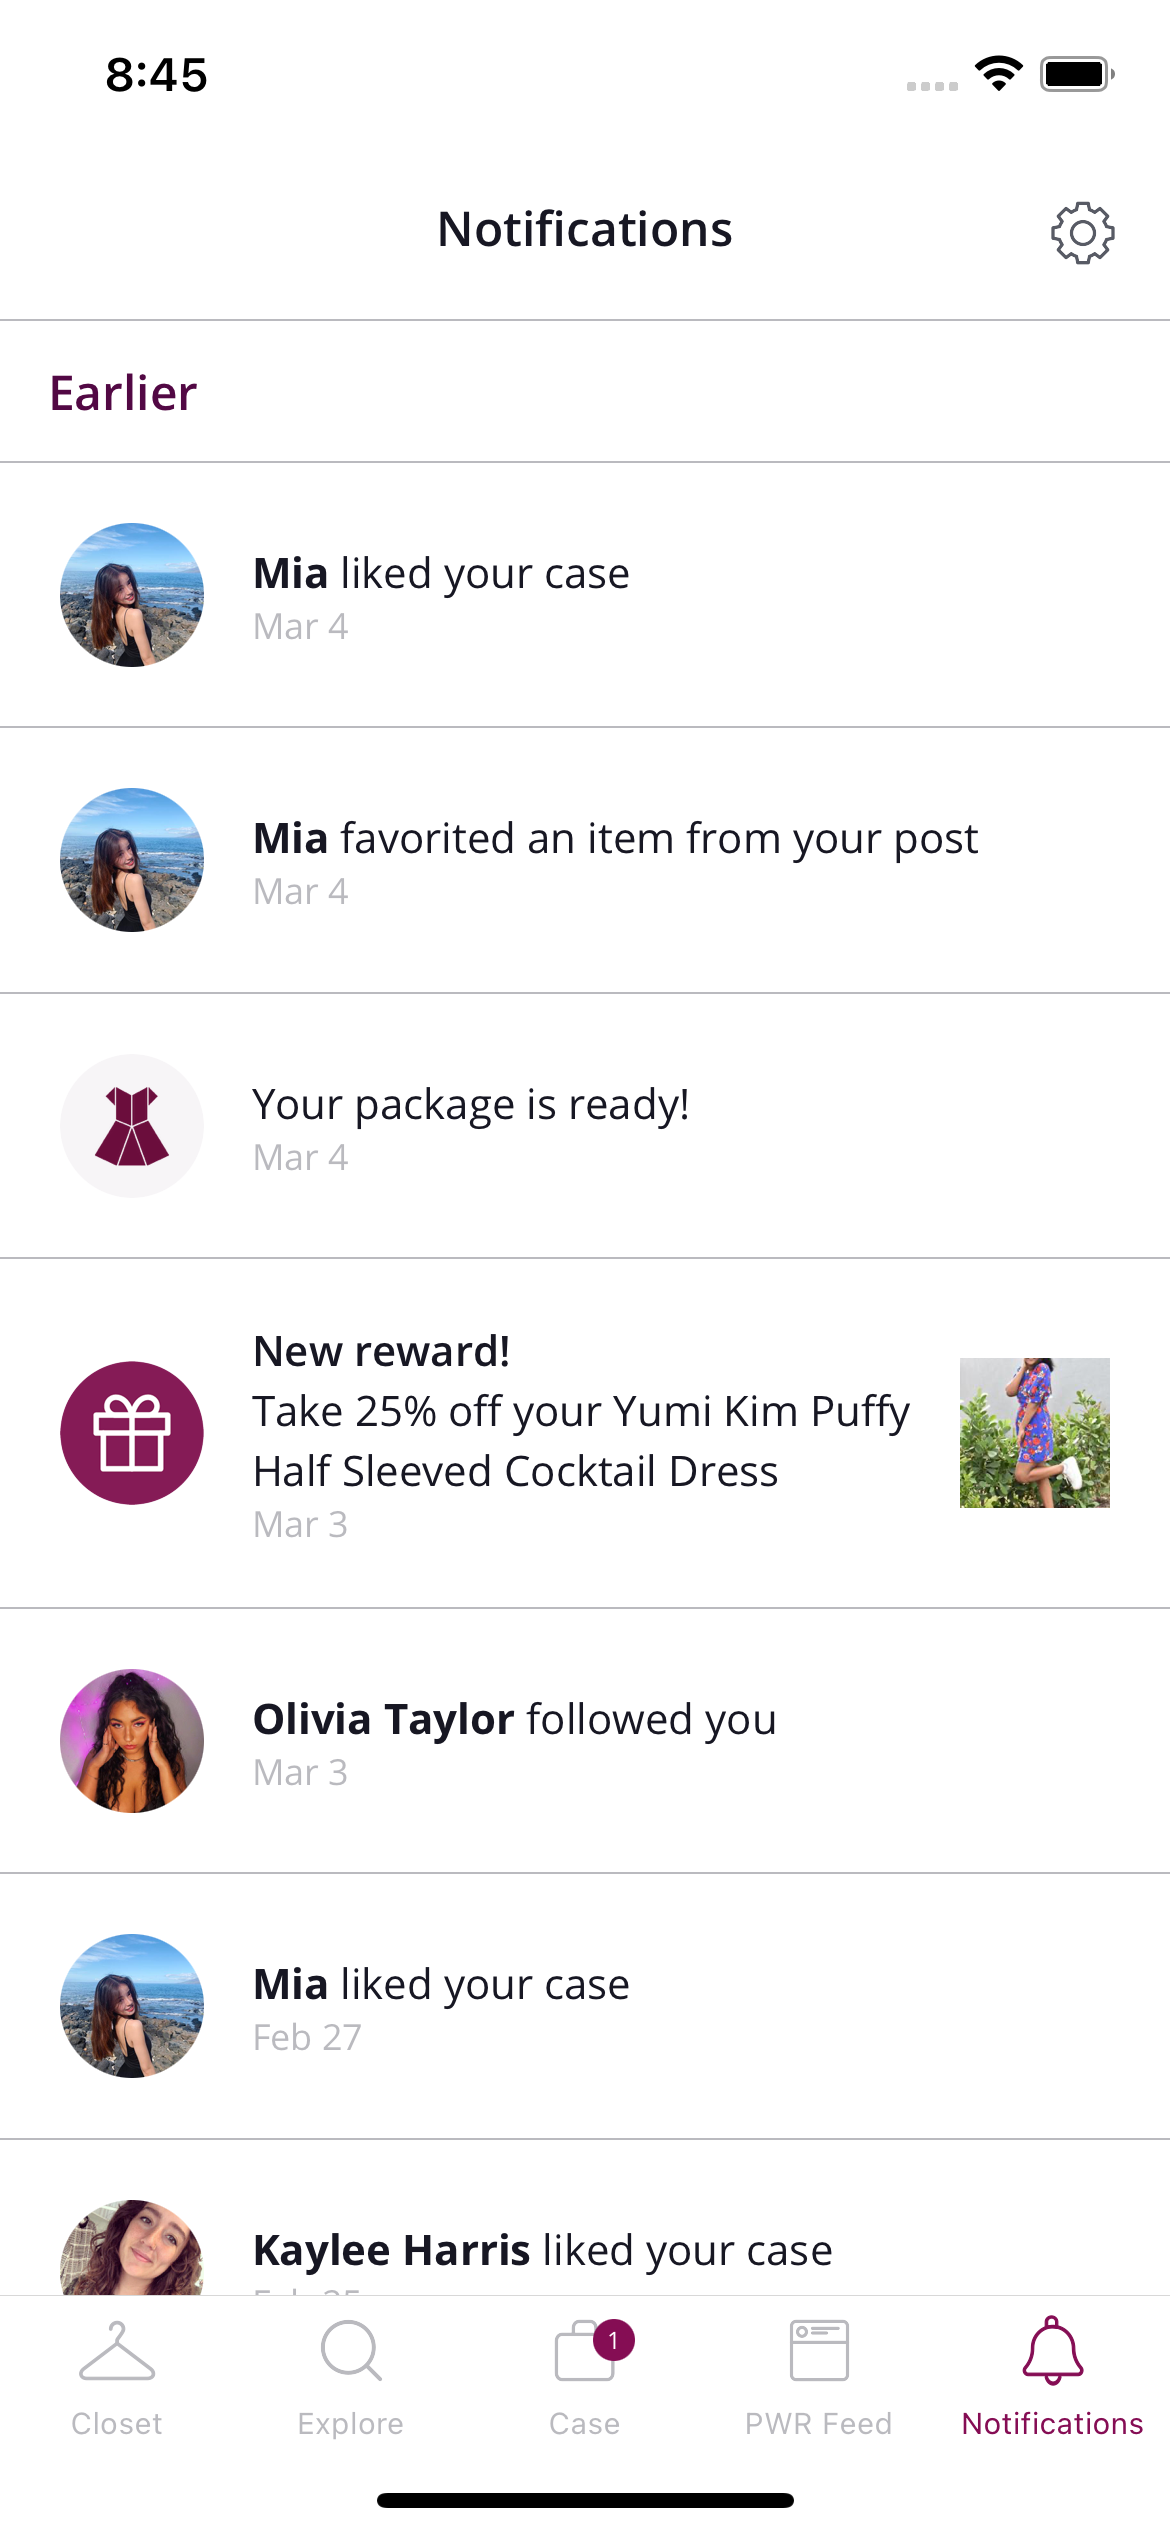 8:45
Notifications
Earlier
Mia liked your case
Mar 4
Mia favorited an item from your post
Mar 4
Your package is ready!
Mar 4
New reward!
Take 25% off your Yumi Kim Puffy
Half Sleeved Cocktail Dress
Mar 3
Olivia Taylor followed you
Mar 3
Mia liked your case
Feb 27
Kaylee Harris liked your case
1
Closet
Explore
Case
PWR Feed
Notifications